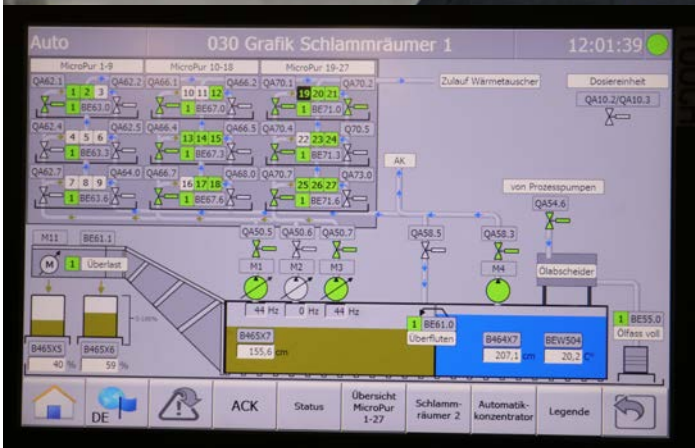 Auto 030 Grafik Schlammräumer 1 12:01:39
MicroPur 1-9 MicroPur 10-18 MicroPur 19-27
QA62.1 QA62.2 QA66.1 QA66.2 QA70.1 QA70.2 Zulauf Wärmetauscher Dosiereinheit
1 2 3 10 11 12 19 20 21 QA10.2/QA10.3
1 BE63.0 1 BE67.0 1 BE71.0
QA62.4 QA62.5 QA66.4 QA66.5 QA70.4 Q70.5
4 5 6 13 14 15 22 23 24
1 BE63.3 1 BE67.3 1 BE71.3 AK
QA62.7 QA64.0 QA66.7 QA68.0 QA70.7 QA73.0
7 8 9 16 17 18 25 26 27 von Prozesspumpen
1 BE63.6 1 BE67.6 1 BE71.6 QA54.6
M11 BE61.1 QA50.5 QA50.6 QA50.7 QA58.5 QA58.3
M 1 Überlast M1 M2 M3 M4 Ölabscheider
44 Hz 0 Hz 44 Hz
0-100%
1 BE61.0 1 BE55.0
B465X7 Überfluten B464X7 BEW504 Ölfass voll
B465X5 B465X6 155,6 cm 207,1 cm 20,2 C°
40 % 59 %
DE ACK Status Übersicht MicroPur 1-27 Schlamm-räumer 2 Automatik-konzentrator Legende